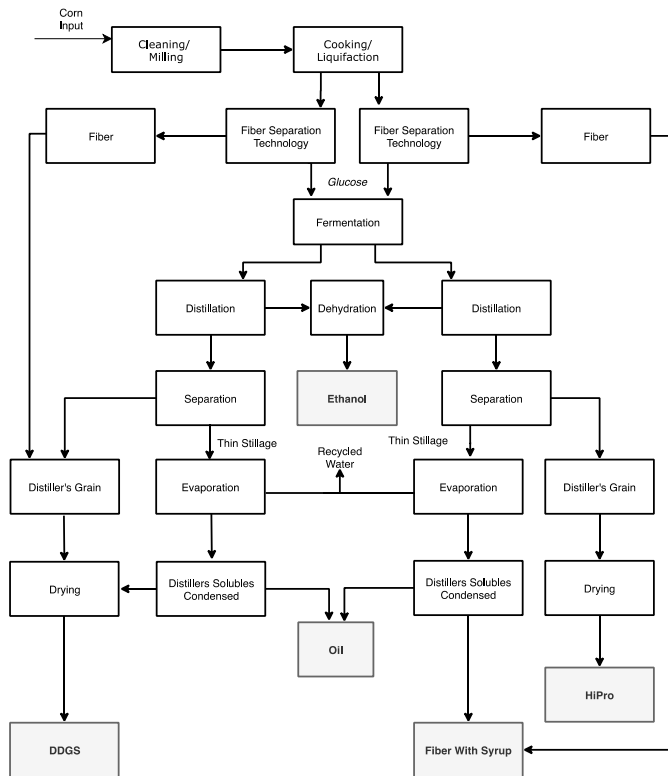 Corn
Input
Cleaning/
Milling
Cooking/
Liquifaction
Fiber
Fiber Separation
Technology
Fiber Separation
Technology
Fiber
Glucose
Fermentation
Distillation
Dehydration
Distillation
Separation
Ethanol
Separation
Thin Stillage
Thin Stillage
Recycled
Water
Distiller's Grain
Evaporation
Evaporation
Distiller's Grain
Drying
Distillers Solubles
Condensed
Distillers Solubles
Condensed
Drying
Oil
HiPro
DDGS
Fiber With Syrup